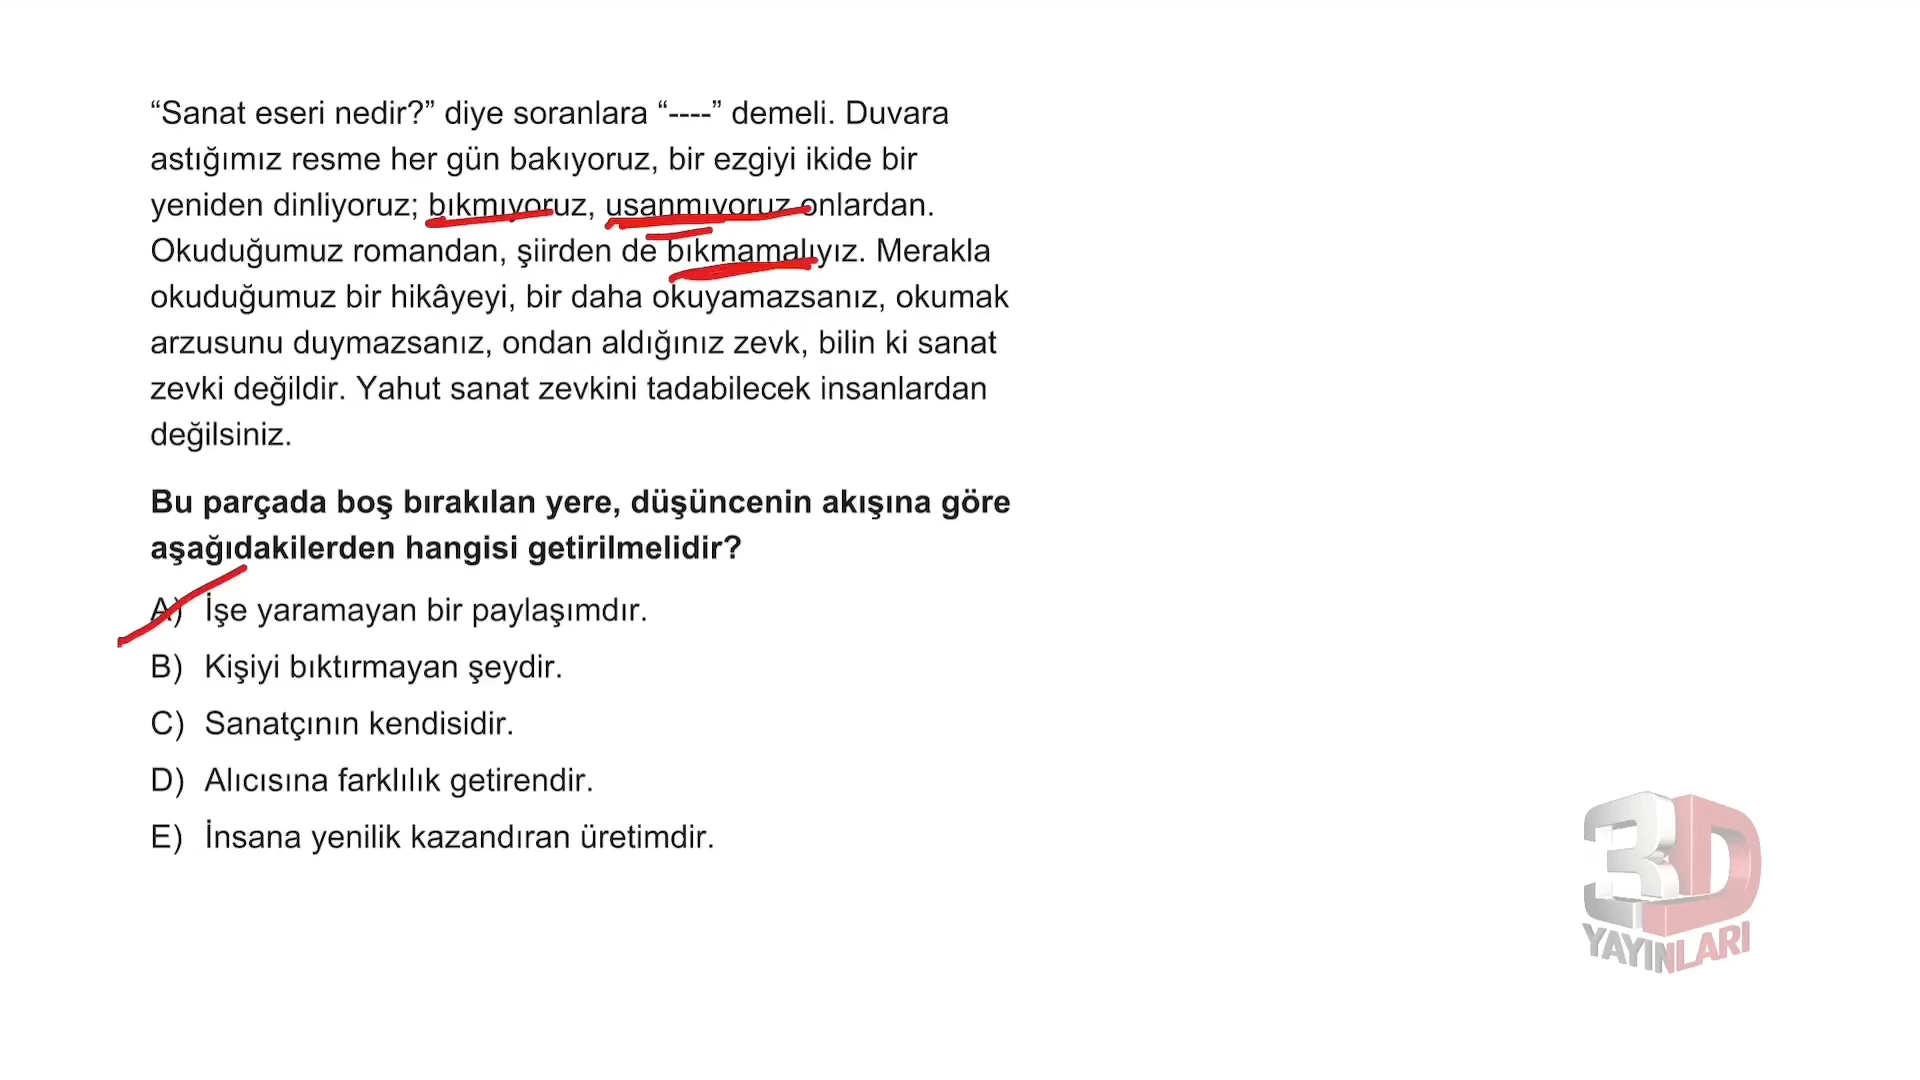 “Sanat eseri nedir?” diye soranlara “----” demeli. Duvara
astığımız resme her gün bakıyoruz, bir ezgiyi ikide bir
yeniden dinliyoruz; bıkmıyoruz, usanmıyoruz onlardan.
Okuduğumuz romandan, şiirden de bıkmamalıyız. Merakla
okuduğumuz bir hikâyeyi, bir daha okuyamazsanız, okumak
arzusunu duymazsanız, ondan aldığınız zevk, bilin ki sanat
zevki değildir. Yahut sanat zevkini tadabilecek insanlardan
değilsiniz.
Bu parçada boş bırakılan yere, düşüncenin akışına göre
aşağıdakilerden hangisi getirilmelidir?
A) İşe yaramayan bir paylaşımdır.
B) Kişiyi bıktırmayan şeydir.
C) Sanatçının kendisidir.
D) Alıcısına farklılık getirendir.
E) İnsana yenilik kazandıran üretimdir.
3D
YAYINLARI